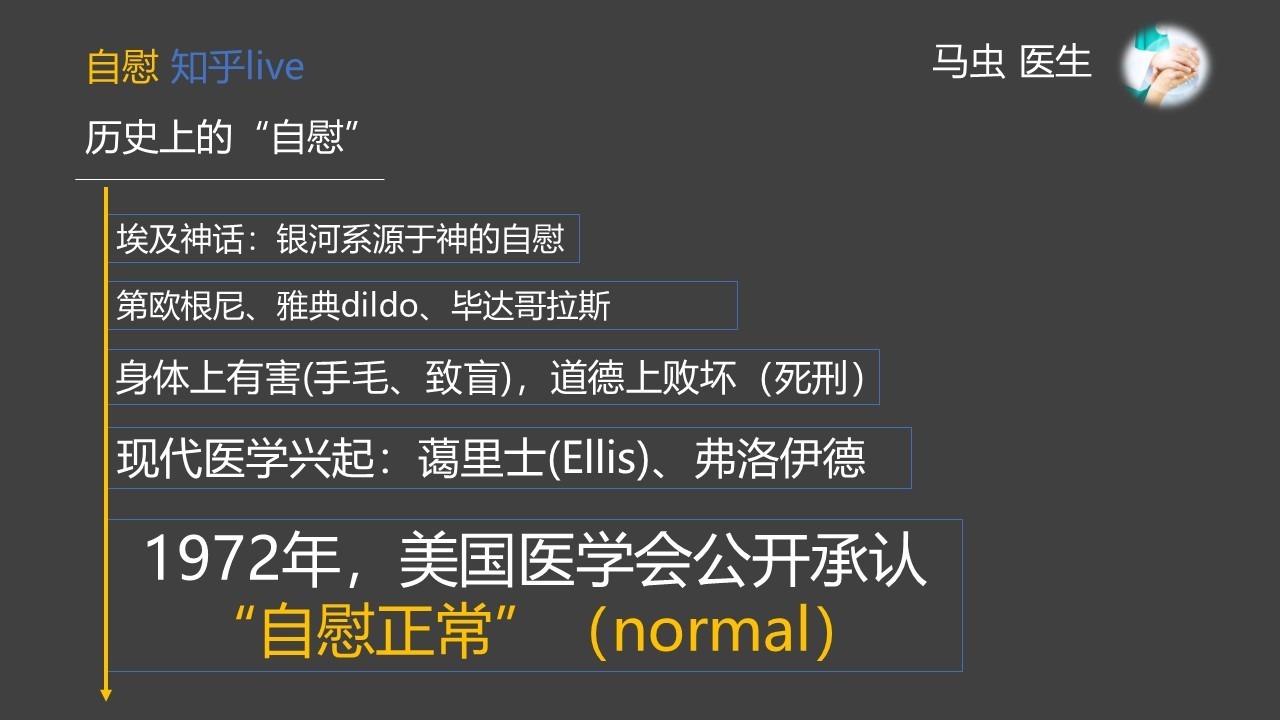 自慰 知乎live
马虫 医生
历史上的“自慰”
埃及神话：银河系源于神的自慰
第欧根尼、雅典dildo、毕达哥拉斯
身体上有害(手毛、致盲)，道德上败坏（死刑）
现代医学兴起：蔼里士(Ellis)、弗洛伊德
1972年，美国医学会公开承认
“自慰正常” （normal）